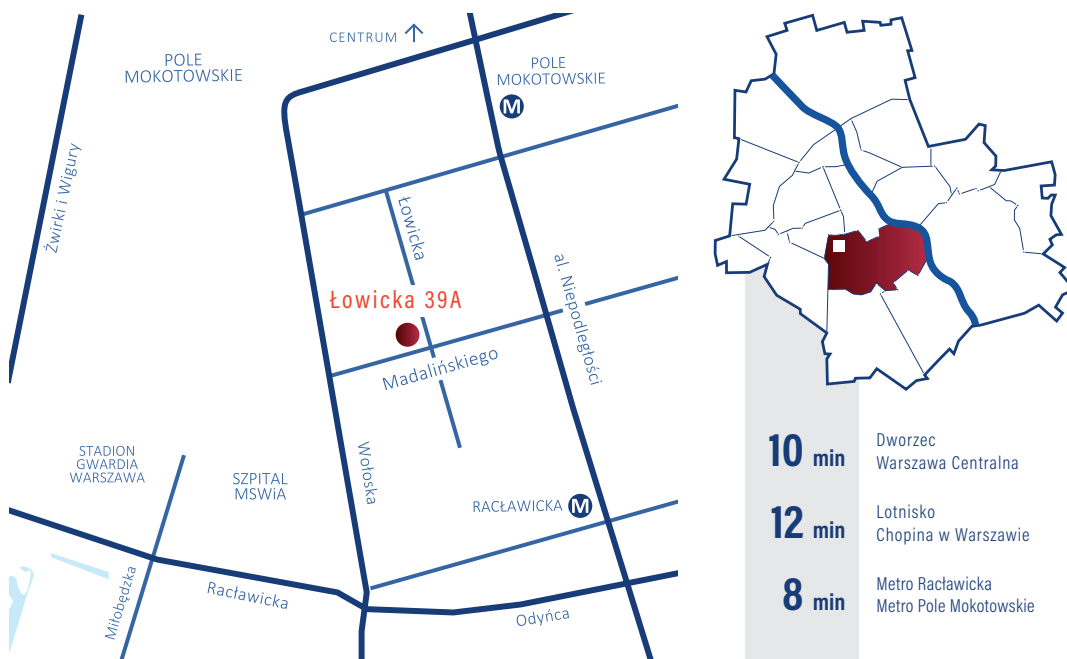 CENTRUM
POLE
MOKOTOWSKIE
POLE
MOKOTOWSKIE
M
Żwirki i Wigury
Łowicka
al. Niepodległości
Łowicka 39A
Madalińskiego
STADION
GWARDIA
WARSZAWA
SZPITAL
MSWiA
Wołoska
RACŁAWICKA M
Miłobędzka
Racławicka
Odyńca
10 min
Dworzec
Warszawa Centralna
12 min
Lotnisko
Chopina w Warszawie
8 min
Metro Racławicka
Metro Pole Mokotowskie